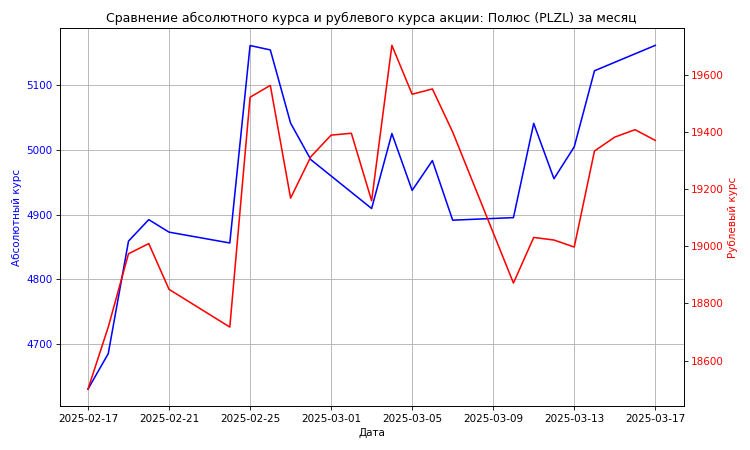 Сравнение абсолютного курса и рублевого курса акции: Полюс (PLZL) за месяц
Абсолютный курс
5100
5000
4900
4800
4700
19600
19400
19200
19000
18800
18600
Рублевый курс
2025-02-17 2025-02-21 2025-02-25 2025-03-01 2025-03-05 2025-03-09 2025-03-13 2025-03-17
Дата